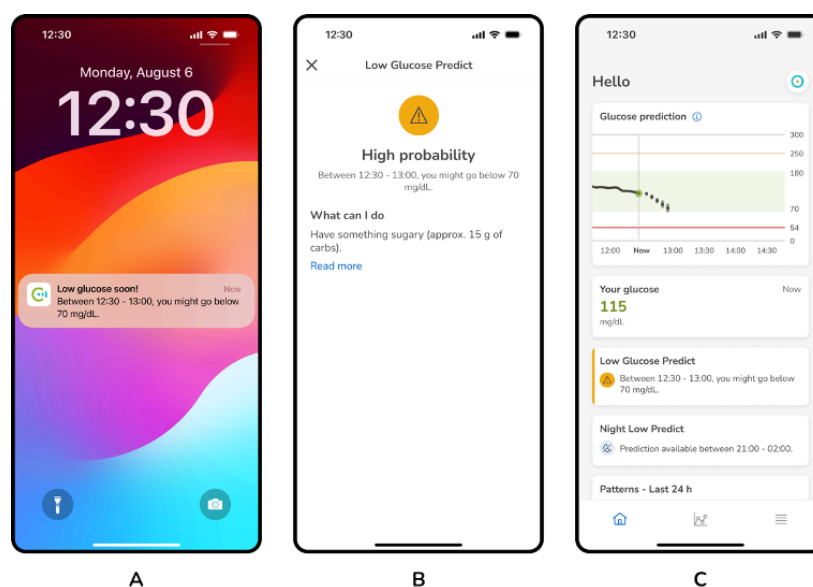 12:30
Monday, August 6
12:30
Low glucose soon!
Now
Between 12:30 - 13:00, you might go below
70 mg/dL.
A
12:30
Low Glucose Predict
High probability
Between 12:30 - 13:00, you might go below 70
mg/dL.
What can I do
Have something sugary (approx. 15 g of
carbs).
Read more
B
12:30
Hello
Glucose prediction
300
250
180
70
54
0
12:00 Now 13:00 13:30 14:00 14:30
Your glucose
Now
115
mg/dL
Low Glucose Predict
Between 12:30 - 13:00, you might go below
70 mg/dL.
Night Low Predict
Prediction available between 21:00 - 02:00.
Patterns - Last 24 h
C